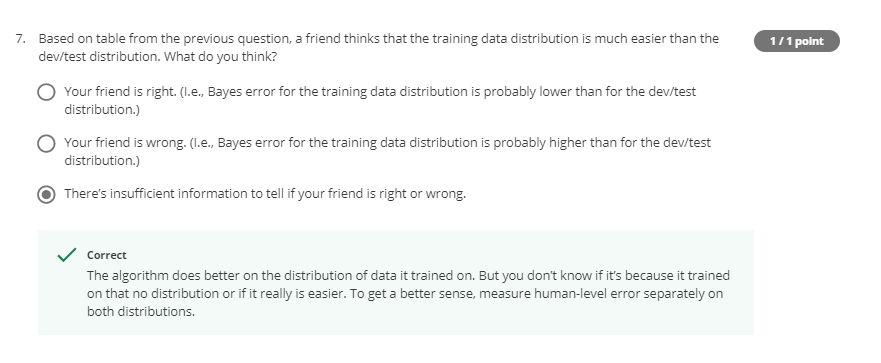 7. Based on table from the previous question, a friend thinks that the training data distribution is much easier than the
1 / 1 point
dev/test distribution. What do you think?
Your friend is right. (I.e., Bayes error for the training data distribution is probably lower than for the dev/test
distribution.)
Your friend is wrong. (I.e., Bayes error for the training data distribution is probably higher than for the dev/test
distribution.)
There's insufficient information to tell if your friend is right or wrong.
Correct
The algorithm does better on the distribution of data it trained on. But you don't know if it's because it trained
on that no distribution or if it really is easier. To get a better sense, measure human-level error separately on
both distributions.